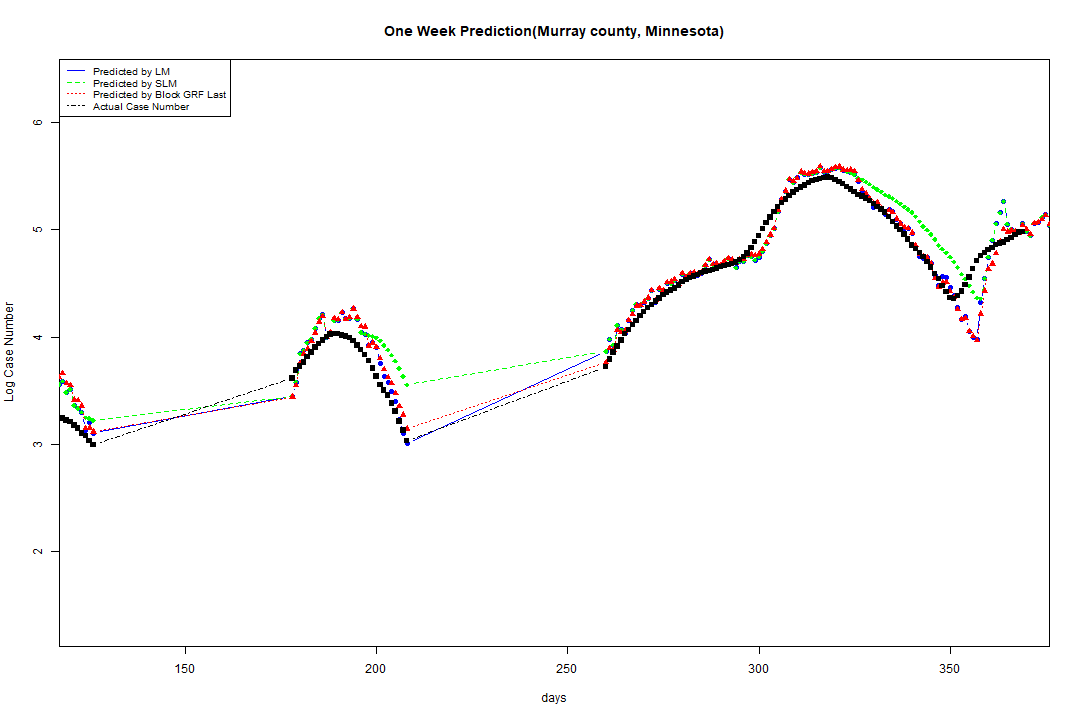 One Week Prediction(Murray county, Minnesota)
Predicted by LM
Predicted by SLM
Predicted by Block GRF Last
Actual Case Number
6
5
4
3
2
Log Case Number
150
200
250
300
350
days